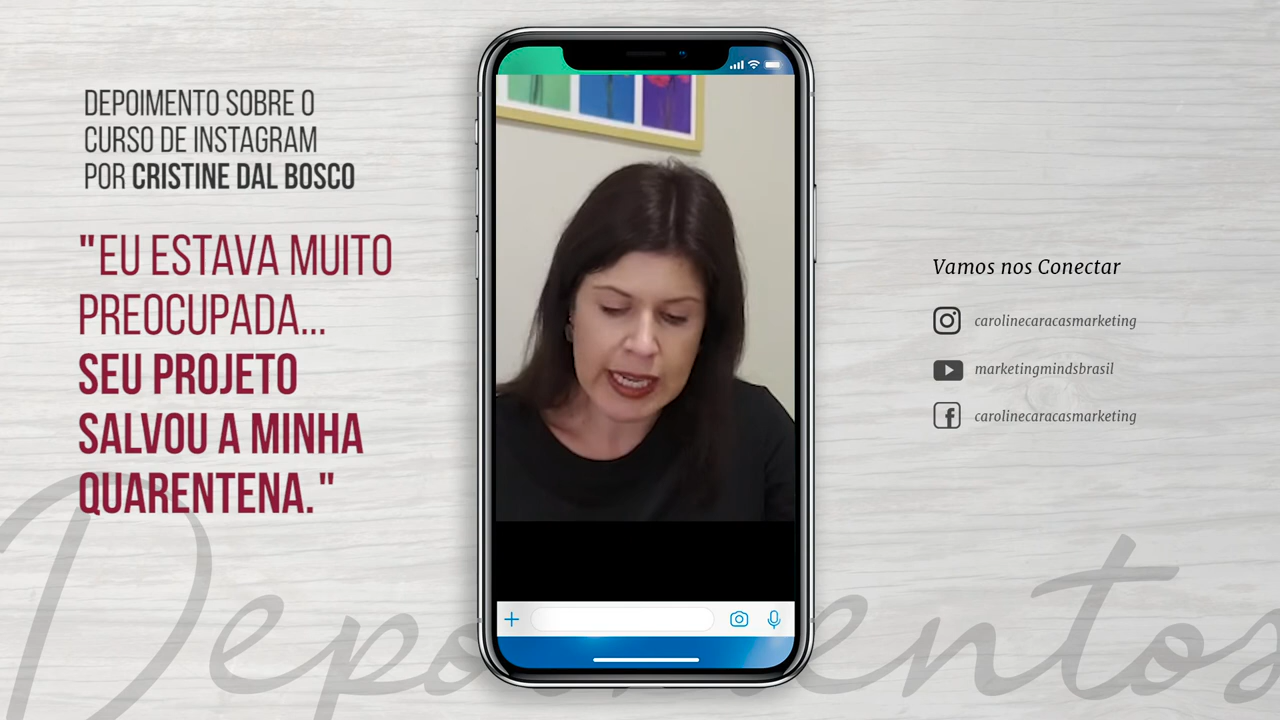 DEPOIMENTO SOBRE O
CURSO DE INSTAGRAM
POR CRISTINE DAL BOSCO
"EU ESTAVA MUITO
PREOCUPADA...
SEU PROJETO
SALVOU A MINHA
QUARENTENA."
Vamos nos Conectar
carolinecaracasmarketing
marketingmindsbrasil
carolinecaracasmarketing
Depoimentos